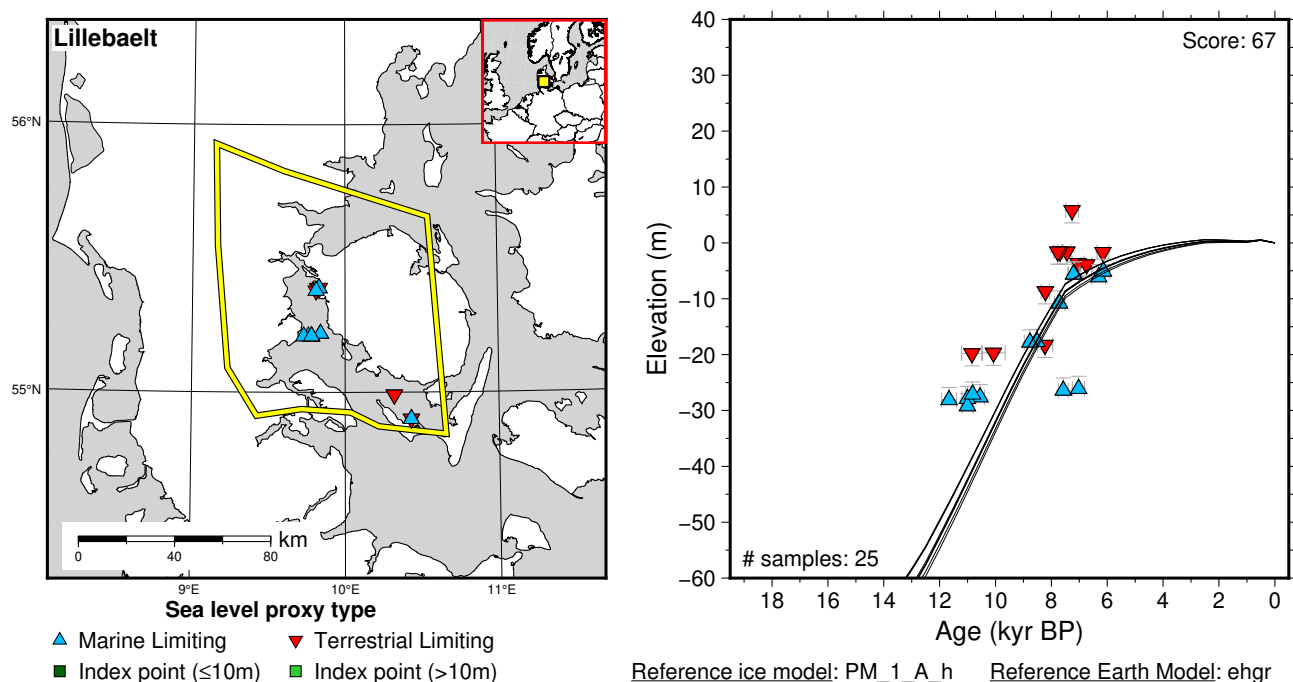 Lillebaelt
56°N
55°N
km
0 40 80
9°E 10°E 11°E
Sea level proxy type
Marine Limiting
Terrestrial Limiting
Index point (≤10m)
Index point (>10m)
Score: 67
40
30
20
10
0
−10
−20
−30
−40
−50
−60
Elevation (m)
# samples: 25
18 16 14 12 10 8 6 4 2 0
Age (kyr BP)
Reference ice model: PM_1_A_h
Reference Earth Model: ehgr